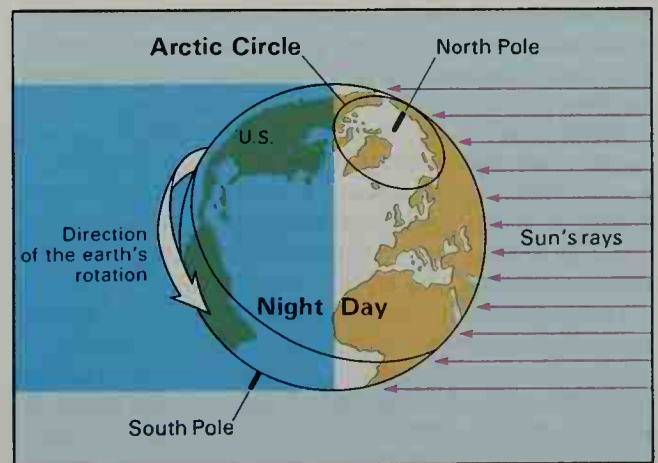 Arctic Circle
North Pole
U.S.
Direction
of the earth's
rotation
Sun's rays
Night Day
South Pole